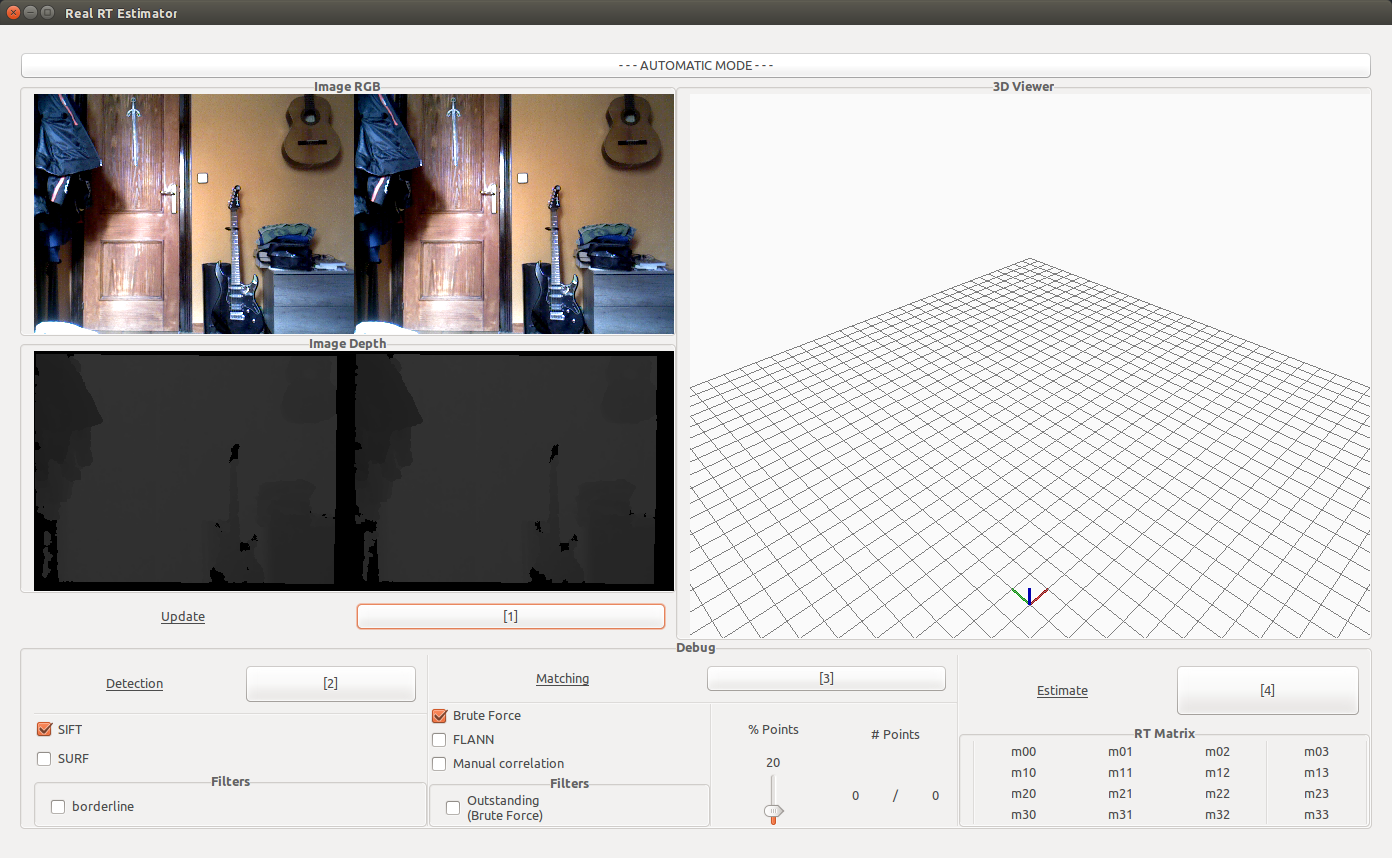 Real RT Estimator
- - - AUTOMATIC MODE - - -
Image RGB
3D Viewer
Image Depth
Update
[1]
Debug
Detection
[2]
SIFT
SURF
Filters
borderline
Matching
[3]
Brute Force
FLANN
Manual correlation
Filters
Outstanding
(Brute Force)
% Points
20
# Points
0 / 0
Estimate
[4]
RT Matrix
m00 m01 m02 m03
m10 m11 m12 m13
m20 m21 m22 m23
m30 m31 m32 m33